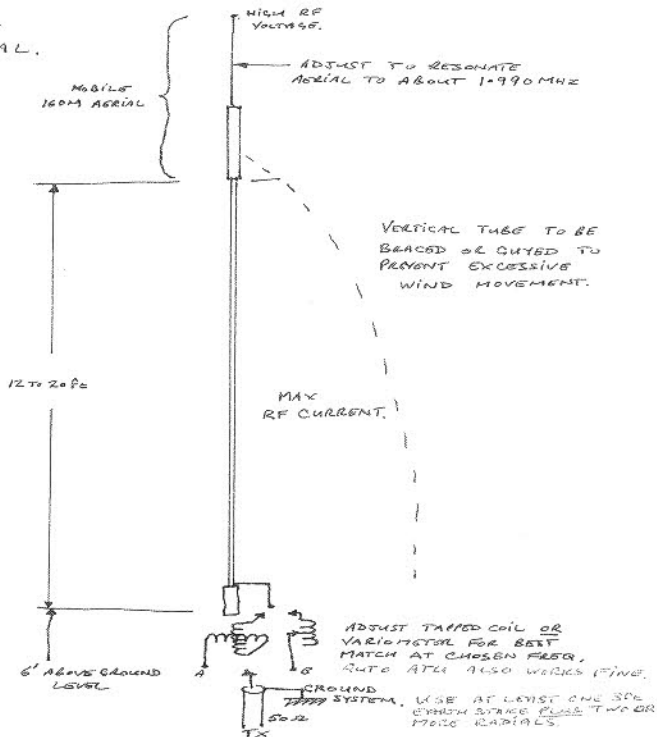 AL.
HIGH RF
VOLTAGE.
MOBILE
160M AERIAL
ADJUST TO RESONATE
AERIAL TO ABOUT 1.990 MHZ
VERTICAL TUBE TO BE
BRACED OR GUYED TO
PREVENT EXCESSIVE
WIND MOVEMENT.
12 TO 20 ft
MAX
RF CURRENT.
6' ABOVE GROUND
LEVEL
A
B
ADJUST TAPPED COIL OR
VARIOMETER FOR BEST
MATCH AT CHOSEN FREQ.
AUTO ATU ALSO WORKS FINE.
GROUND
SYSTEM.
USE AT LEAST ONE 3ft
EARTH STAKE PLUS TWO OR
MORE RADIALS.
50Ω
TX